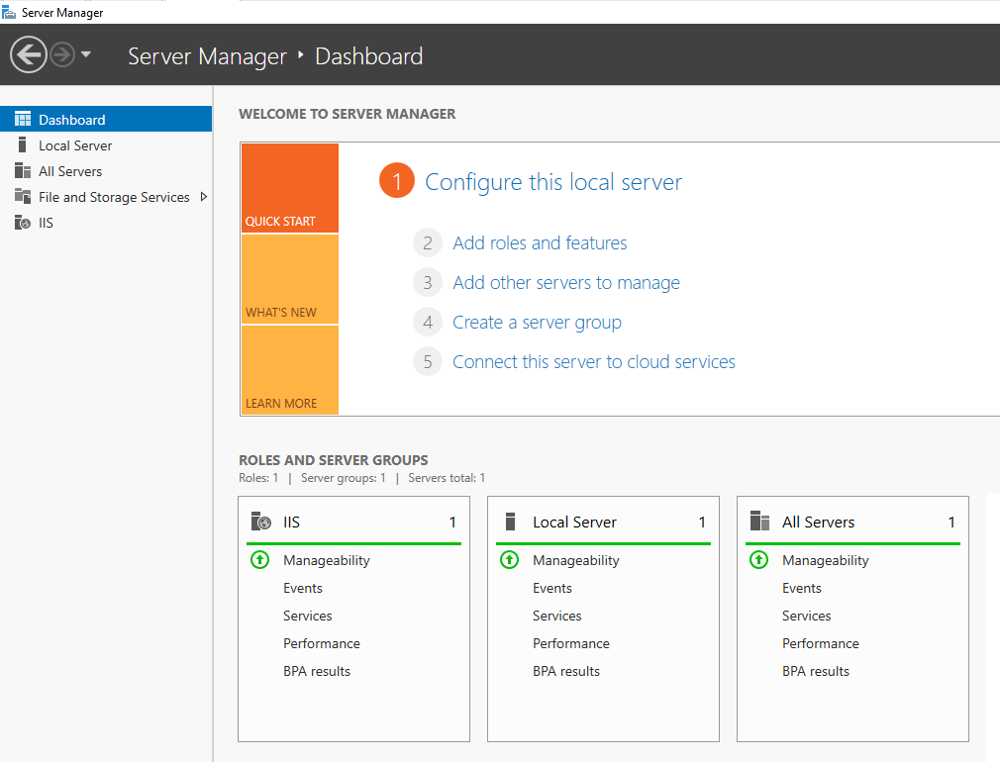 Server Manager
Server Manager ‣ Dashboard
Dashboard
Local Server
All Servers
File and Storage Services
IIS
WELCOME TO SERVER MANAGER
QUICK START
WHAT'S NEW
LEARN MORE
1 Configure this local server
2 Add roles and features
3 Add other servers to manage
4 Create a server group
5 Connect this server to cloud services
ROLES AND SERVER GROUPS
Roles: 1 | Server groups: 1 | Servers total: 1
IIS 1
Manageability
Events
Services
Performance
BPA results
Local Server 1
Manageability
Events
Services
Performance
BPA results
All Servers 1
Manageability
Events
Services
Performance
BPA results